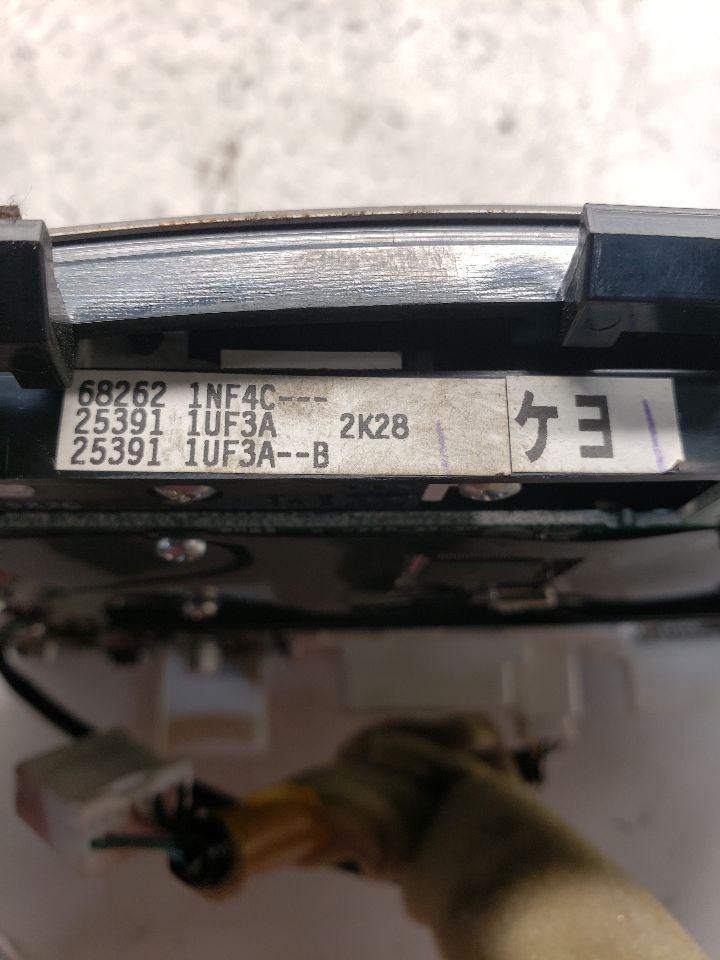 68262 1NF4C---
25391 1UF3A 2K28
25391 1UF3A--B
ケヨ